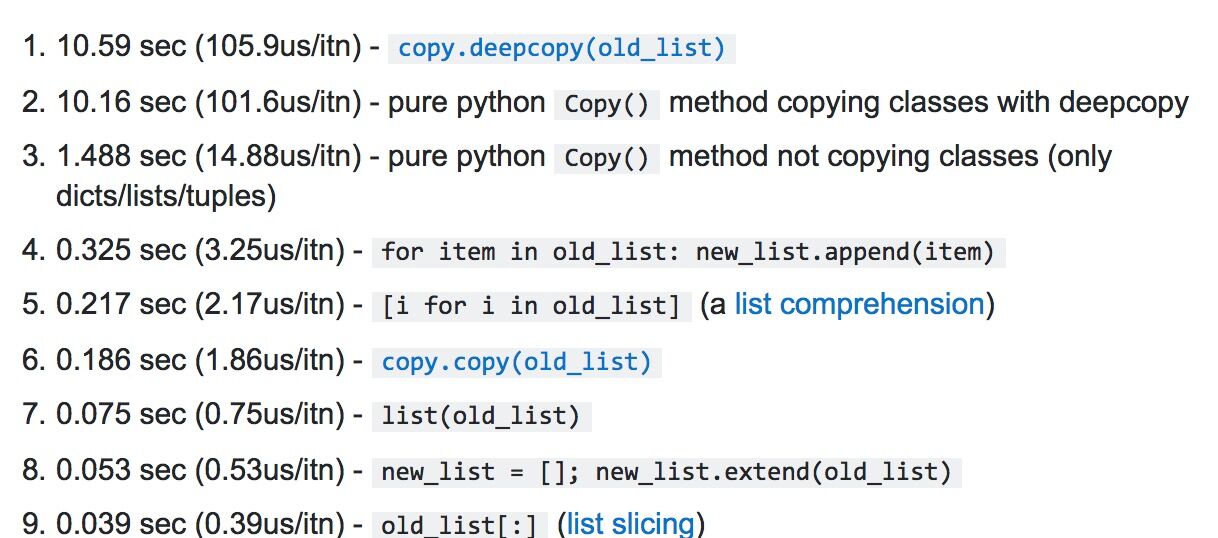 1. 10.59 sec (105.9us/itn) - copy.deepcopy(old_list)
2. 10.16 sec (101.6us/itn) - pure python Copy() method copying classes with deepcopy
3. 1.488 sec (14.88us/itn) - pure python Copy() method not copying classes (only
dicts/lists/tuples)
4. 0.325 sec (3.25us/itn) - for item in old_list: new_list.append(item)
5. 0.217 sec (2.17us/itn) - [i for i in old_list] (a list comprehension)
6. 0.186 sec (1.86us/itn) - copy.copy(old_list)
7. 0.075 sec (0.75us/itn) - list(old_list)
8. 0.053 sec (0.53us/itn) - new_list = []; new_list.extend(old_list)
9. 0.039 sec (0.39us/itn) - old_list[:] (list slicing)